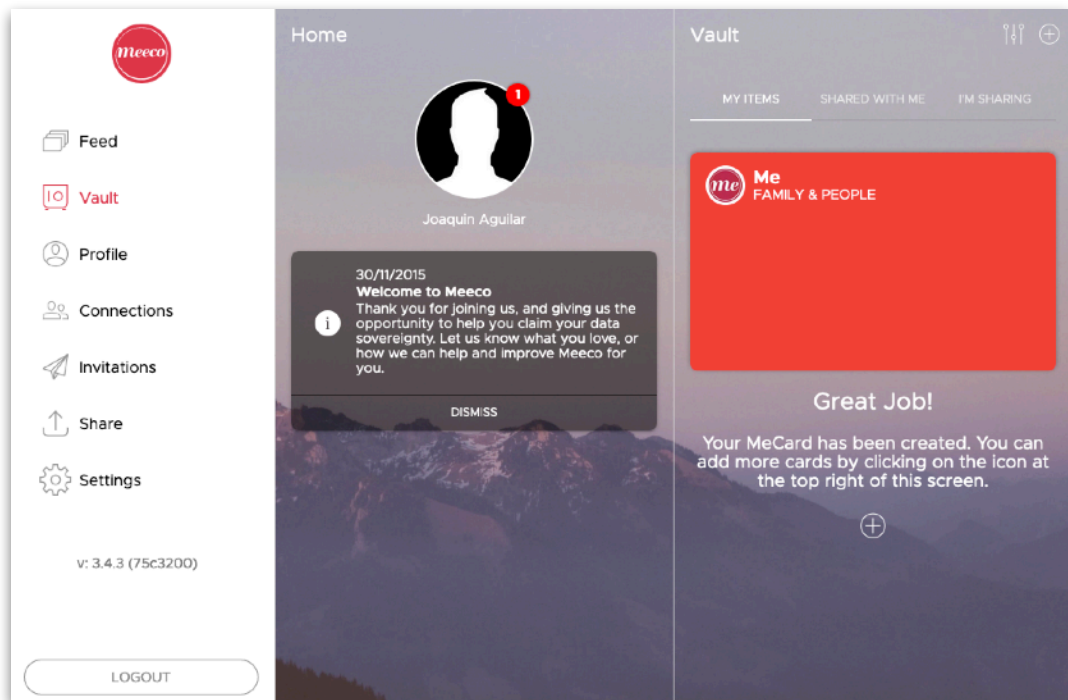 meeco
Feed
Vault
Profile
Connections
Invitations
Share
Settings
v: 3.4.3 (75c3200)
LOGOUT
Home
1
Joaquin Aguilar
30/11/2015
Welcome to Meeco
i
Thank you for joining us, and giving us the
opportunity to help you claim your data
sovereignty. Let us know what you love, or
how we can help and improve Meeco for
you.
DISMISS
Vault
MY ITEMS SHARED WITH ME I'M SHARING
me
Me
FAMILY & PEOPLE
Great Job!
Your MeCard has been created. You can
add more cards by clicking on the icon at
the top right of this screen.